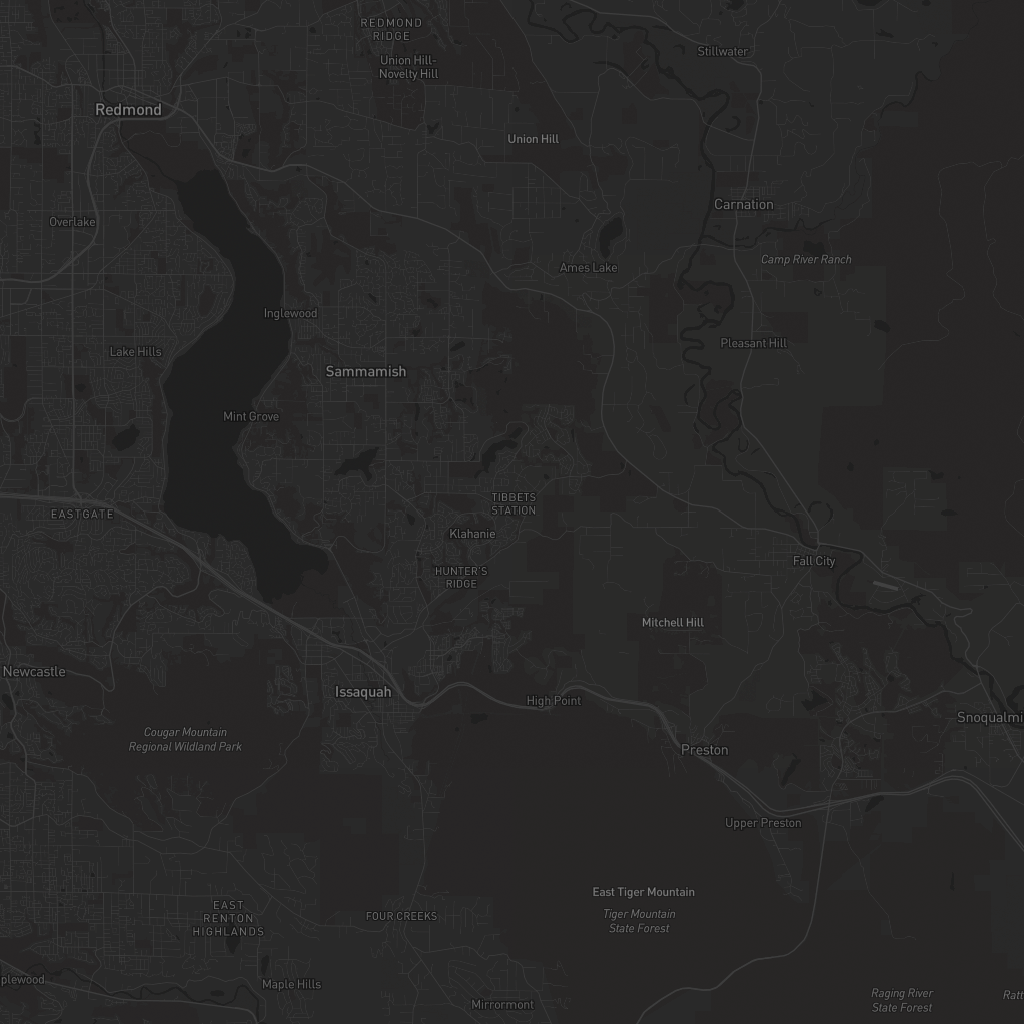 REDMOND
RIDGE
Union Hill-
Novelty Hill
Stillwater
Redmond
Union Hill
Carnation
Overlake
Camp River Ranch
Ames Lake
Inglewood
Pleasant Hill
Lake Hills
Sammamish
Mint Grove
TIBBETS
STATION
EASTGATE
Klahanie
Fall City
HUNTER'S
RIDGE
Mitchell Hill
Newcastle
Issaquah
High Point
Snoqualmi
Cougar Mountain
Regional Wildland Park
Preston
Upper Preston
East Tiger Mountain
EAST
RENTON
HIGHLANDS
FOUR CREEKS
Tiger Mountain
State Forest
plewood
Maple Hills
Raging River
State Forest
Ratt
Mirrormont